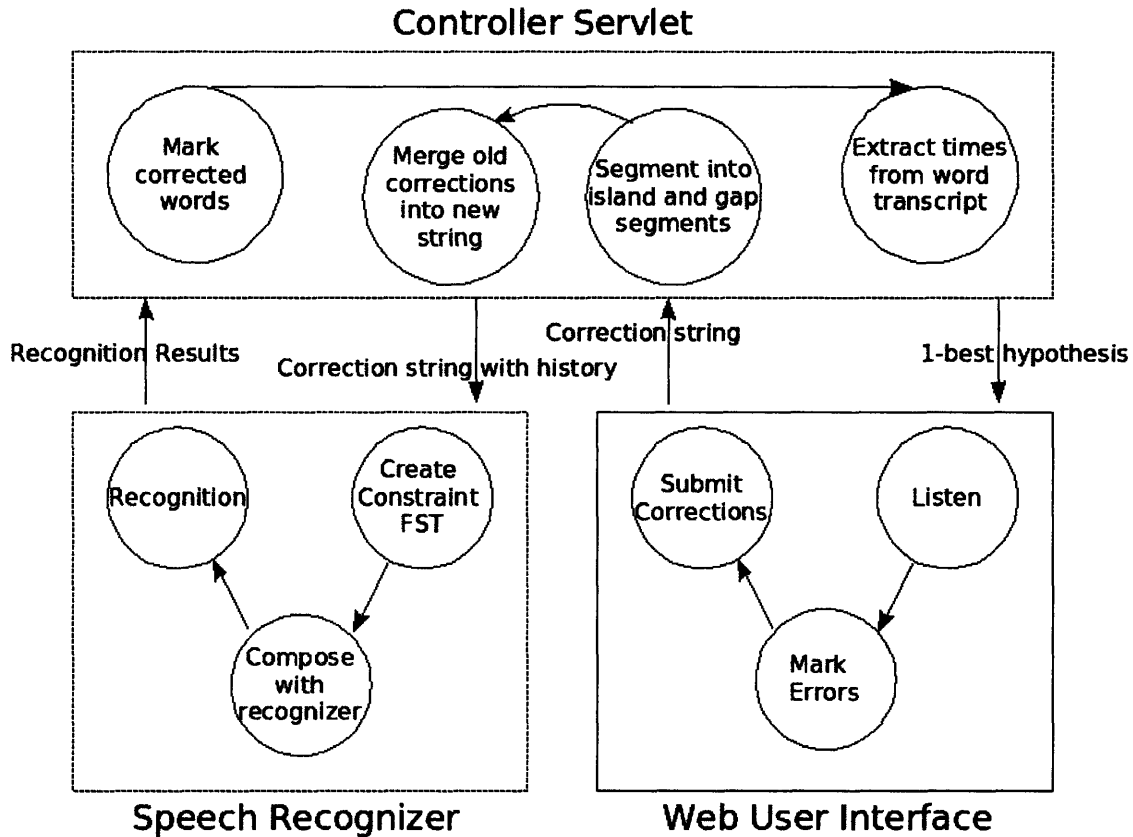 Controller Servlet
Mark
corrected
words
Merge old
corrections
into new
string
Segment into
island and gap
segments
Extract times
from word
transcript
Recognition Results
Correction string with history
Correction string
1-best hypothesis
Recognition
Create
Constraint
FST
Compose
with
recognizer
Submit
Corrections
Listen
Mark
Errors
Speech Recognizer
Web User Interface